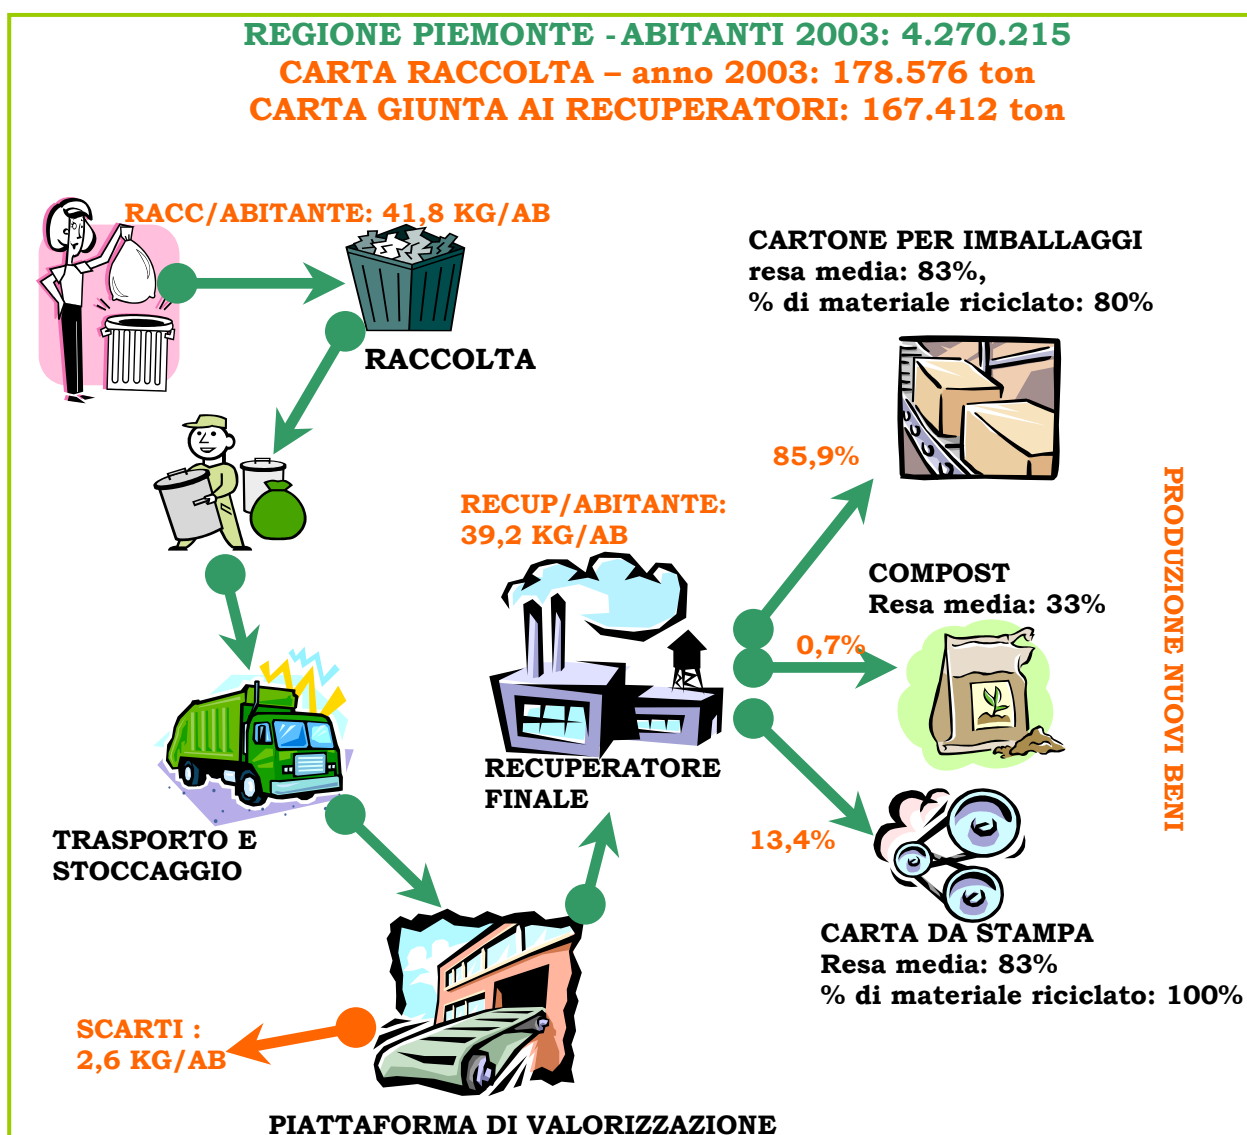 REGIONE PIEMONTE - ABITANTI 2003: 4.270.215
CARTA RACCOLTA – anno 2003: 178.576 ton
CARTA GIUNTA AI RECUPERATORI: 167.412 ton
RACC/ABITANTE: 41,8 KG/AB
RACCOLTA
CARTONE PER IMBALLAGGI
resa media: 83%,
% di materiale riciclato: 80%
85,9%
RECUP/ABITANTE:
39,2 KG/AB
COMPOST
Resa media: 33%
0,7%
PRODUZIONE NUOVI BENI
RECUPERATORE
FINALE
TRASPORTO E
STOCCAGGIO
13,4%
CARTA DA STAMPA
Resa media: 83%
% di materiale riciclato: 100%
SCARTI :
2,6 KG/AB
PIATTAFORMA DI VALORIZZAZIONE